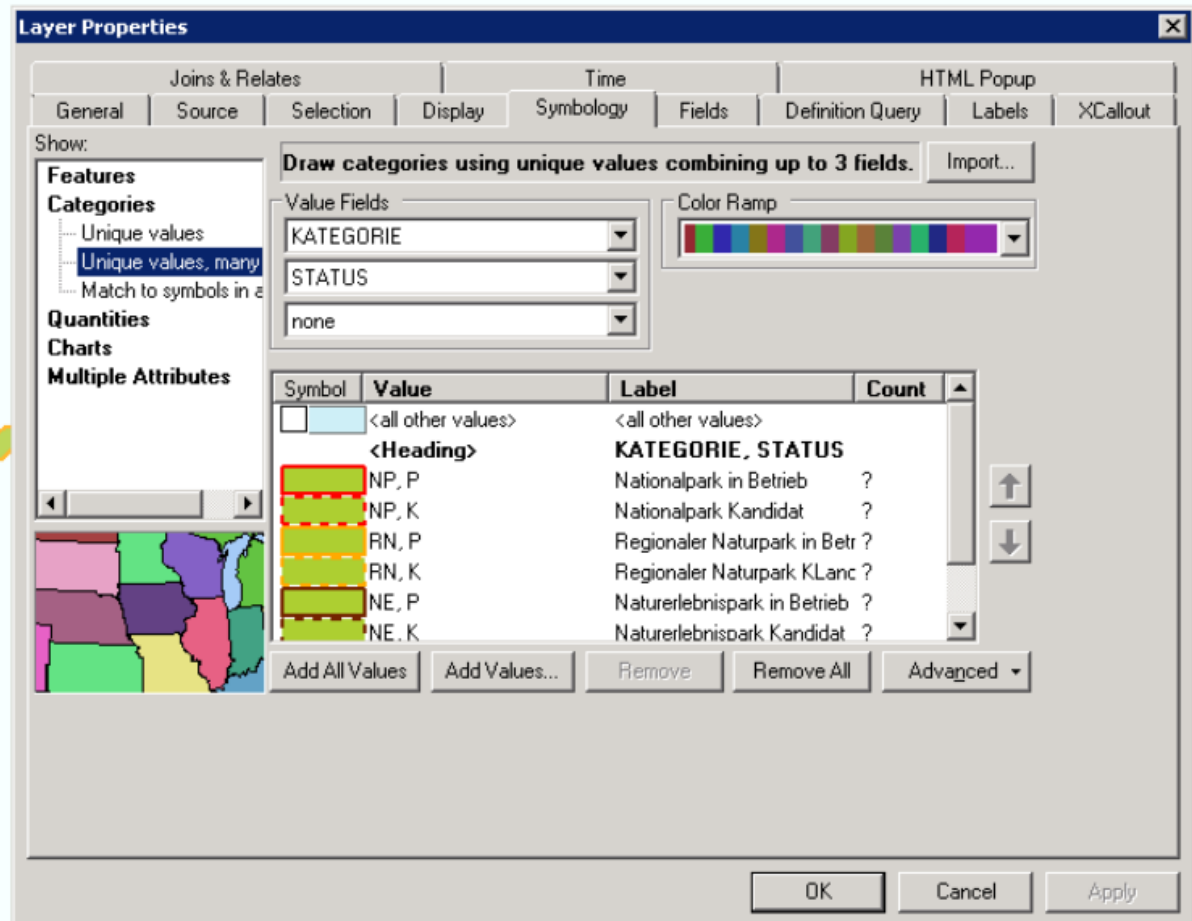 Layer Properties
Joins & Relates Time HTML Popup
General Source Selection Display Symbology Fields Definition Query Labels XCallout
Show:
Features
Categories
Unique values
Unique values, many
Match to symbols in a
Quantities
Charts
Multiple Attributes
Draw categories using unique values combining up to 3 fields. Import...
Value Fields
KATEGORIE
STATUS
none
Color Ramp
Symbol Value Label Count
<all other values> <all other values>
<Heading> KATEGORIE, STATUS
NP, P Nationalpark in Betrieb ?
NP, K Nationalpark Kandidat ?
RN, P Regionaler Naturpark in Betr ?
RN, K Regionaler Naturpark KLanc ?
NE, P Naturerlebnispark in Betrieb ?
NE, K Naturerlebnispark Kandidat ?
Add All Values Add Values... Remove Remove All Advanced
OK Cancel Apply